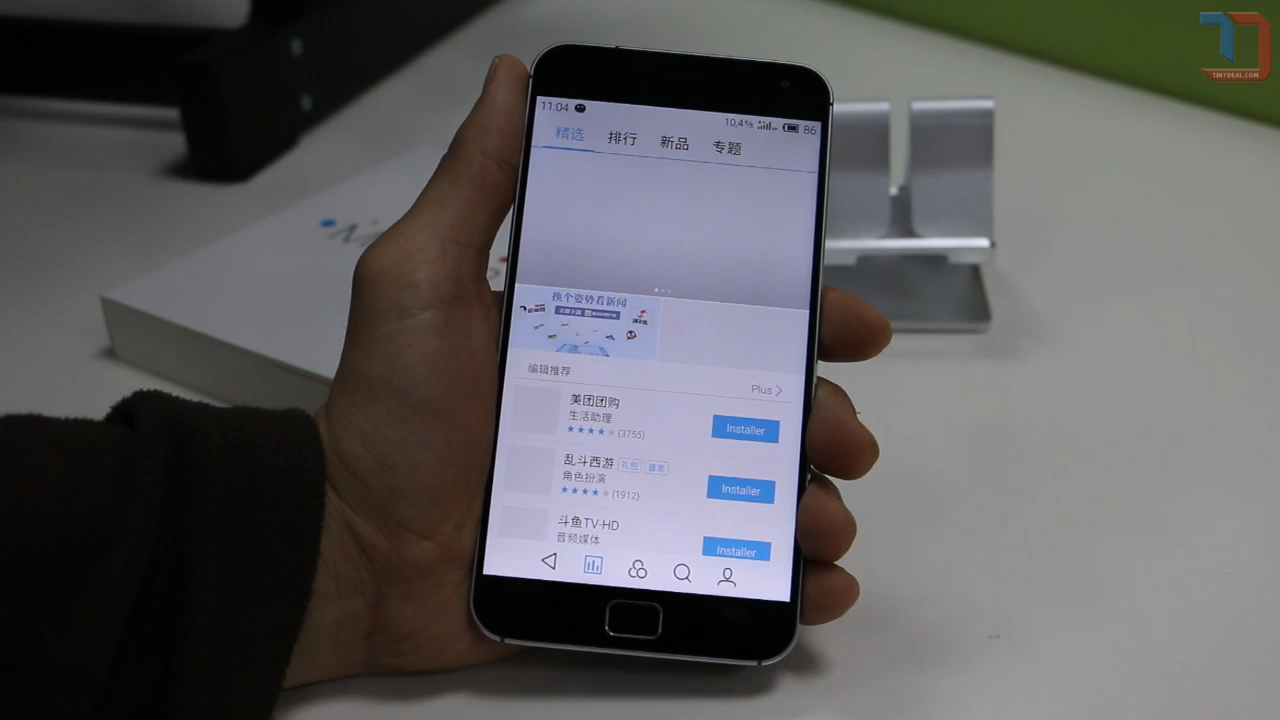 TINYDEAL.COM
11:04
10,4% 86
精选 排行 新品 专题
换个姿势看新闻
编辑推荐 Plus
美团团购
生活助理
(3755)
Installer
乱斗西游 礼包 首发
角色扮演
(1912)
Installer
斗鱼TV-HD
音频媒体
Installer